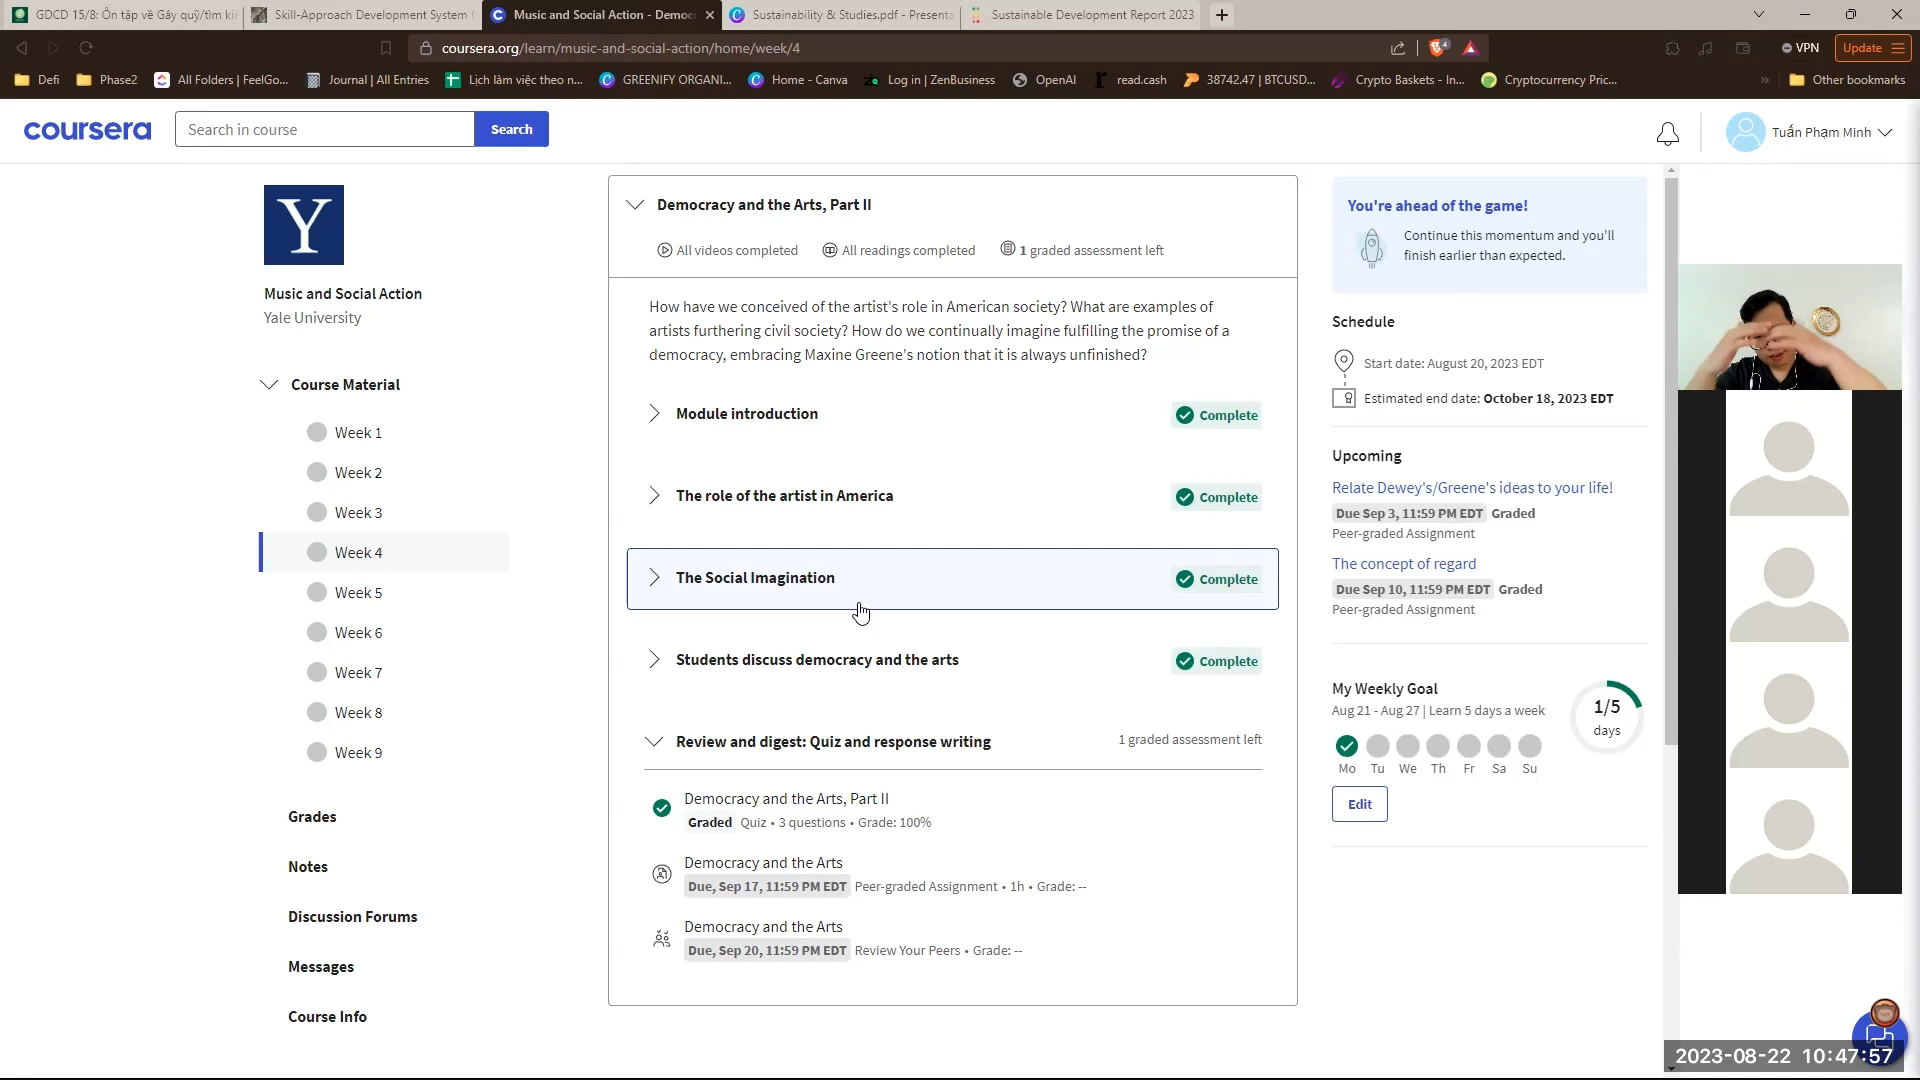 GDCD 15/8: Ôn tập về Gây quỹ/tìm ki
Skill-Approach Development System f
Music and Social Action - Democ
Sustainability & Studies.pdf - Presenta
Sustainable Development Report 2023
coursera.org/learn/music-and-social-action/home/week/4
4
VPN
Update
Defi
Phase2
All Folders | FeelGo...
Journal | All Entries
Lịch làm việc theo n...
GREENIFY ORGANI...
Home - Canva
Log in | ZenBusiness
OpenAI
read.cash
38742.47 | BTCUSD...
Crypto Baskets - In...
Cryptocurrency Pric...
Other bookmarks
coursera
Search in course
Search
Tuấn Phạm Minh
Y
Music and Social Action
Yale University
Course Material
Week 1
Week 2
Week 3
Week 4
Week 5
Week 6
Week 7
Week 8
Week 9
Grades
Notes
Discussion Forums
Messages
Course Info
Democracy and the Arts, Part II
All videos completed
All readings completed
1 graded assessment left
How have we conceived of the artist's role in American society? What are examples of
artists furthering civil society? How do we continually imagine fulfilling the promise of a
democracy, embracing Maxine Greene's notion that it is always unfinished?
Module introduction
Complete
The role of the artist in America
Complete
The Social Imagination
Complete
Students discuss democracy and the arts
Complete
Review and digest: Quiz and response writing
1 graded assessment left
Democracy and the Arts, Part II
Graded Quiz • 3 questions • Grade: 100%
Democracy and the Arts
Due, Sep 17, 11:59 PM EDT Peer-graded Assignment • 1h • Grade: --
Democracy and the Arts
Due, Sep 20, 11:59 PM EDT Review Your Peers • Grade: --
You're ahead of the game!
Continue this momentum and you'll
finish earlier than expected.
Schedule
Start date: August 20, 2023 EDT
Estimated end date: October 18, 2023 EDT
Upcoming
Relate Dewey's/Greene's ideas to your life!
Due Sep 3, 11:59 PM EDT Graded
Peer-graded Assignment
The concept of regard
Due Sep 10, 11:59 PM EDT Graded
Peer-graded Assignment
My Weekly Goal
Aug 21 - Aug 27 | Learn 5 days a week
1/5
days
Mo Tu We Th Fr Sa Su
Edit
2023-08-22 10:47:57